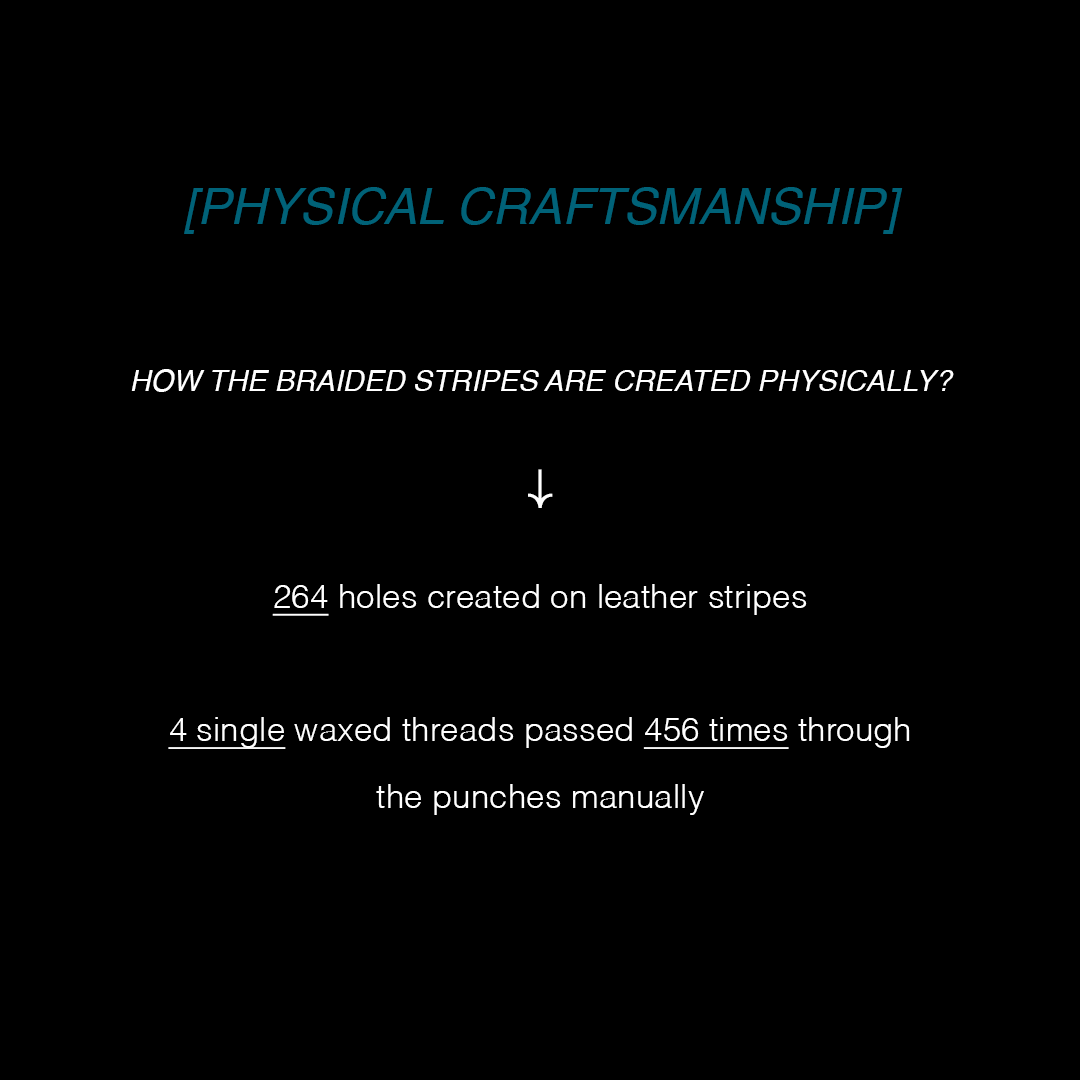 [PHYSICAL CRAFTSMANSHIP]
HOW THE BRAIDED STRIPES ARE CREATED PHYSICALLY?
↓
264 holes created on leather stripes
4 single waxed threads passed 456 times through
the punches manually